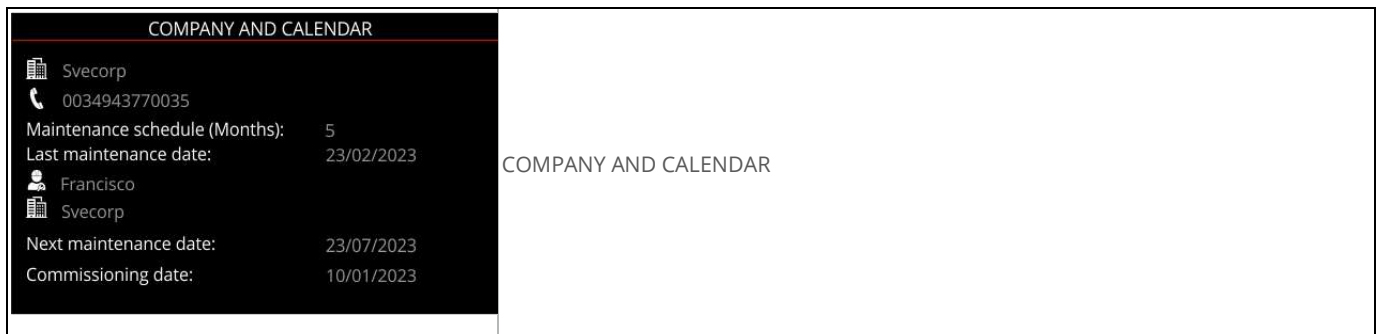 COMPANY AND CALENDAR
Svecorp
0034943770035
Maintenance schedule (Months): 5
Last maintenance date: 23/02/2023
Francisco
Svecorp
Next maintenance date: 23/07/2023
Commissioning date: 10/01/2023
COMPANY AND CALENDAR